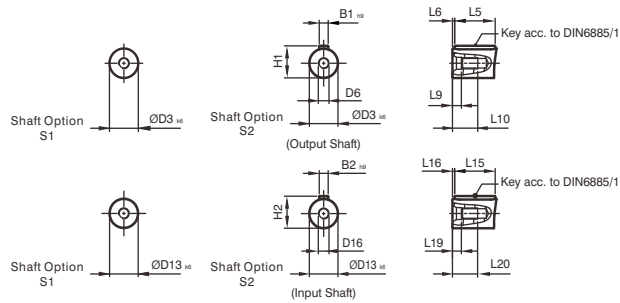 B1 h9
L6 L5
Key acc. to DIN6885/1
H1
D6
L9
Shaft Option
S1
ØD3 k6
Shaft Option
S2
ØD3 k6
L10
(Output Shaft)
B2 h9
L16 L15
Key acc. to DIN6885/1
H2
D16
L19
Shaft Option
S1
ØD13 k6
Shaft Option
S2
ØD13 k6
L20
(Input Shaft)